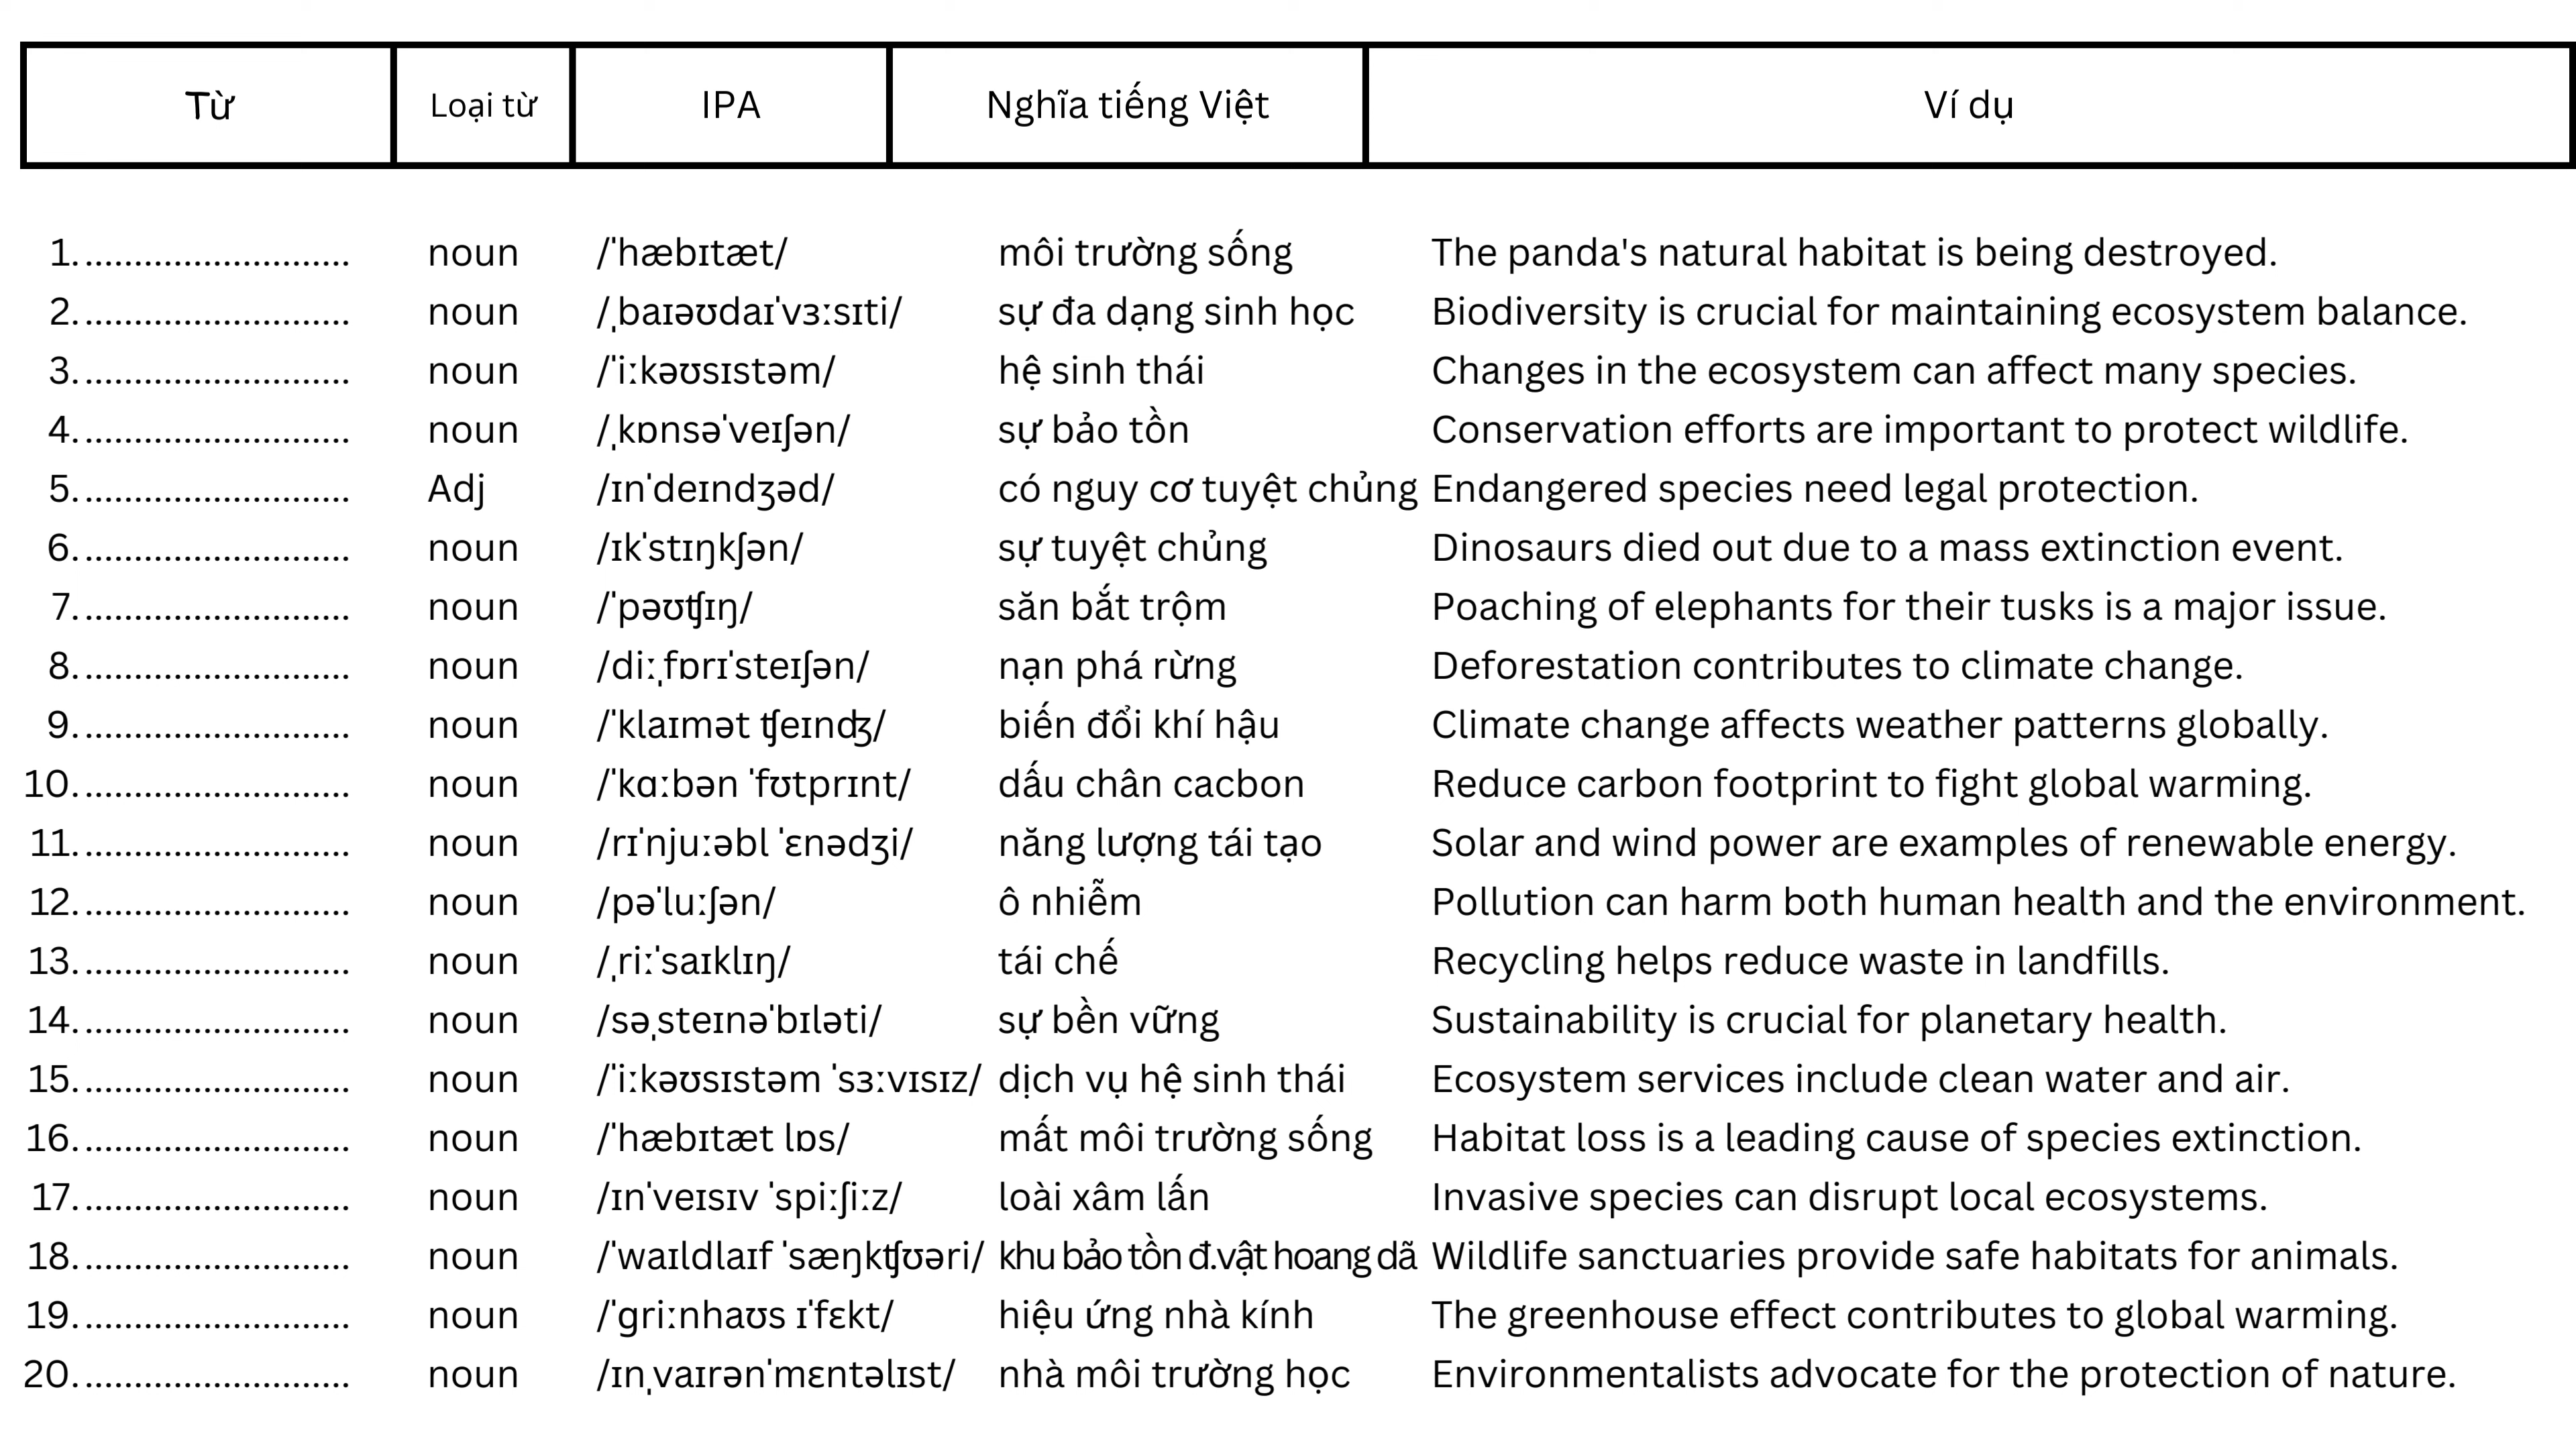 Từ Loại từ IPA Nghĩa tiếng Việt Ví dụ
1........................... noun /ˈhæbɪtæt/ môi trường sống The panda's natural habitat is being destroyed.
2........................... noun /ˌbaɪəʊdaɪˈvɜːsɪti/ sự đa dạng sinh học Biodiversity is crucial for maintaining ecosystem balance.
3........................... noun /ˈiːkəʊsɪstəm/ hệ sinh thái Changes in the ecosystem can affect many species.
4........................... noun /ˌkɒnsəˈveɪʃən/ sự bảo tồn Conservation efforts are important to protect wildlife.
5........................... Adj /ɪnˈdeɪndʒəd/ có nguy cơ tuyệt chủng Endangered species need legal protection.
6........................... noun /ɪkˈstɪŋkʃən/ sự tuyệt chủng Dinosaurs died out due to a mass extinction event.
7........................... noun /ˈpəʊʧɪŋ/ săn bắt trộm Poaching of elephants for their tusks is a major issue.
8........................... noun /diːˌfɒrɪˈsteɪʃən/ nạn phá rừng Deforestation contributes to climate change.
9........................... noun /ˈklaɪmət ʧeɪnʤ/ biến đổi khí hậu Climate change affects weather patterns globally.
10........................... noun /ˈkɑːbən ˈfʊtprɪnt/ dấu chân cacbon Reduce carbon footprint to fight global warming.
11........................... noun /rɪˈnjuːəbl ˈɛnədʒi/ năng lượng tái tạo Solar and wind power are examples of renewable energy.
12........................... noun /pəˈluːʃən/ ô nhiễm Pollution can harm both human health and the environment.
13........................... noun /ˌriːˈsaɪklɪŋ/ tái chế Recycling helps reduce waste in landfills.
14........................... noun /səˌsteɪnəˈbɪləti/ sự bền vững Sustainability is crucial for planetary health.
15........................... noun /ˈiːkəʊsɪstəm ˈsɜːvɪsɪz/ dịch vụ hệ sinh thái Ecosystem services include clean water and air.
16........................... noun /ˈhæbɪtæt lɒs/ mất môi trường sống Habitat loss is a leading cause of species extinction.
17........................... noun /ɪnˈveɪsɪv ˈspiːʃiːz/ loài xâm lấn Invasive species can disrupt local ecosystems.
18........................... noun /ˈwaɪldlaɪf ˈsæŋkʧʊəri/ khu bảo tồn đ.vật hoang dã Wildlife sanctuaries provide safe habitats for animals.
19........................... noun /ˈɡriːnhaʊs ɪˈfɛkt/ hiệu ứng nhà kính The greenhouse effect contributes to global warming.
20........................... noun /ɪnˌvaɪrənˈmɛntəlɪst/ nhà môi trường học Environmentalists advocate for the protection of nature.